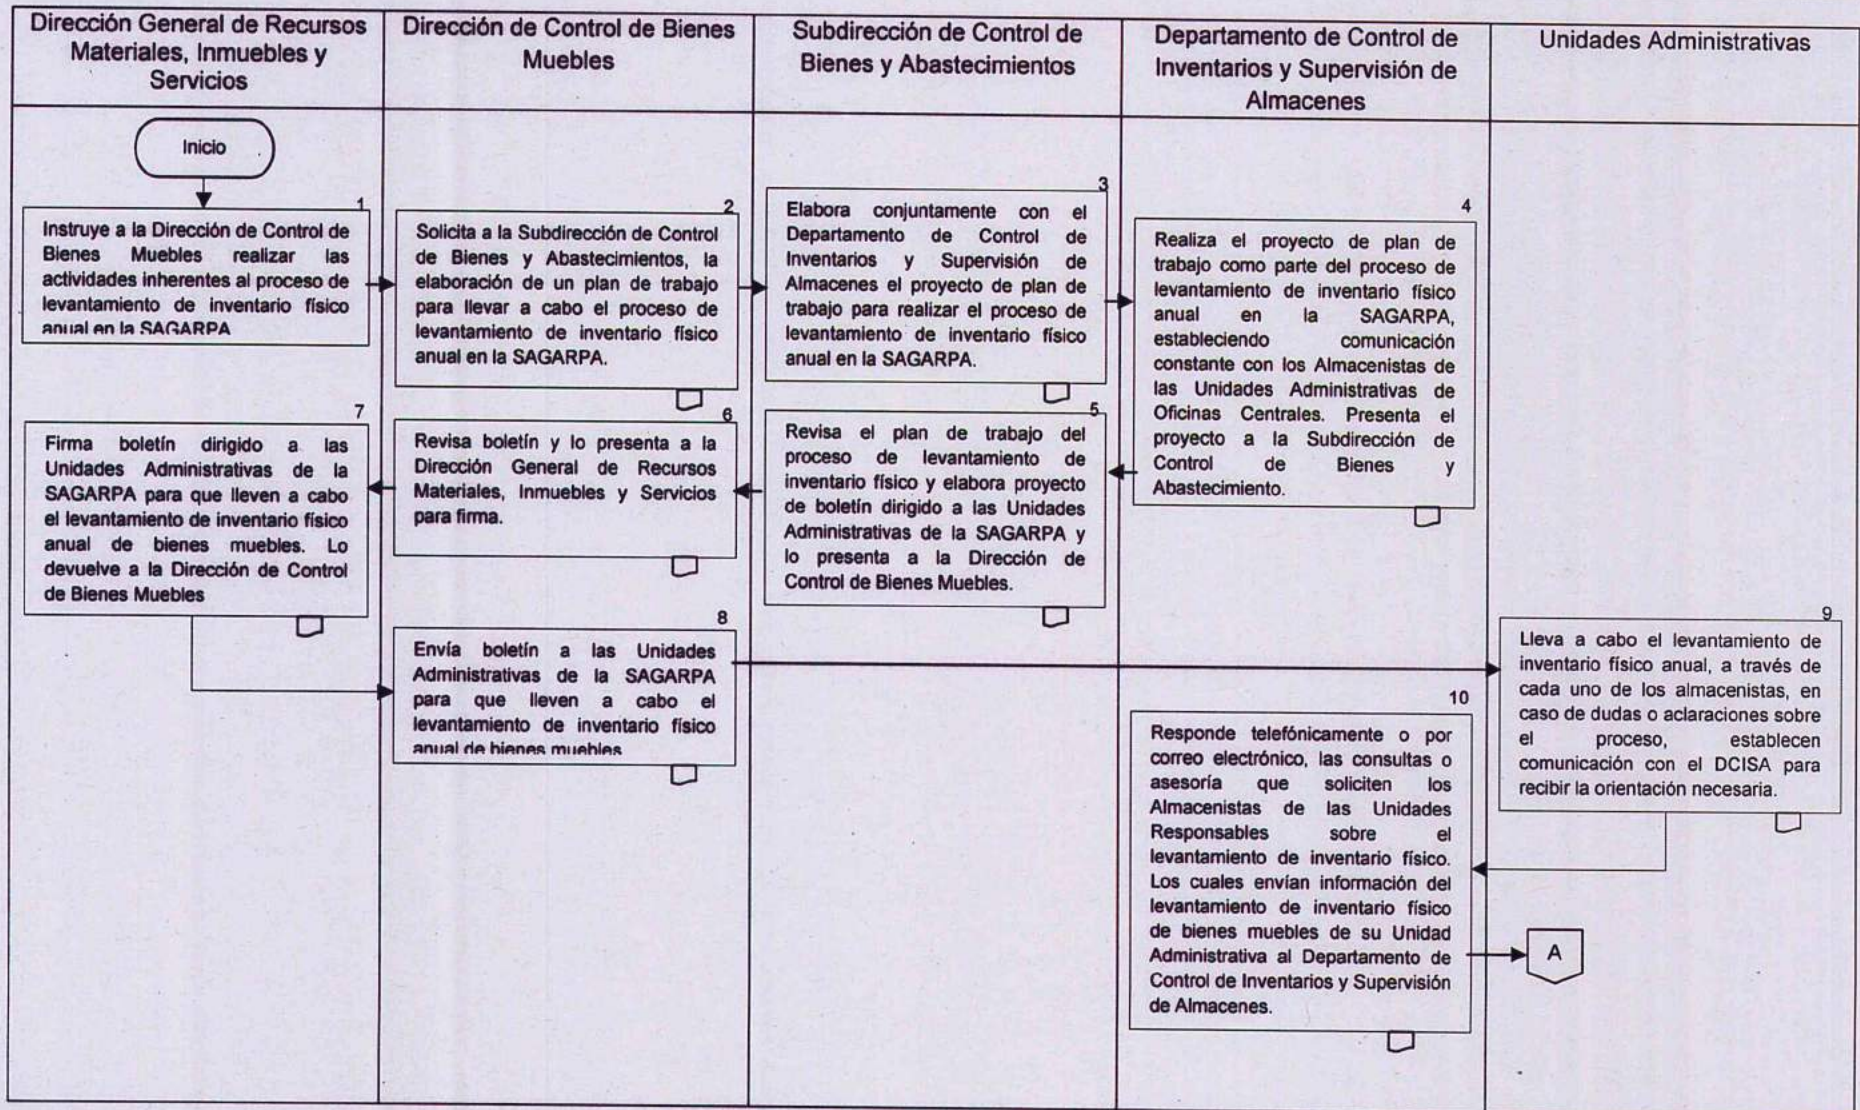 Dirección General de Recursos
Materiales, Inmuebles y
Servicios
Dirección de Control de Bienes
Muebles
Subdirección de Control de
Bienes y Abastecimientos
Departamento de Control de
Inventarios y Supervisión de
Almacenes
Unidades Administrativas
Inicio
1
Instruye a la Dirección de Control de
Bienes Muebles realizar las
actividades inherentes al proceso de
levantamiento de inventario físico
anual en la SAGARPA
2
Solicita a la Subdirección de Control
de Bienes y Abastecimientos, la
elaboración de un plan de trabajo
para llevar a cabo el proceso de
levantamiento de inventario físico
anual en la SAGARPA.
3
Elabora conjuntamente con el
Departamento de Control de
Inventarios y Supervisión de
Almacenes el proyecto de plan de
trabajo para realizar el proceso de
levantamiento de inventario físico
anual en la SAGARPA.
4
Realiza el proyecto de plan de
trabajo como parte del proceso de
levantamiento de inventario físico
anual en la SAGARPA,
estableciendo comunicación
constante con los Almacenistas de
las Unidades Administrativas de
Oficinas Centrales. Presenta el
proyecto a la Subdirección de
Control de Bienes y
Abastecimiento.
5
Revisa el plan de trabajo del
proceso de levantamiento de
inventario físico y elabora proyecto
de boletín dirigido a las Unidades
Administrativas de la SAGARPA y
lo presenta a la Dirección de
Control de Bienes Muebles.
6
Revisa boletín y lo presenta a la
Dirección General de Recursos
Materiales, Inmuebles y Servicios
para firma.
7
Firma boletín dirigido a las
Unidades Administrativas de la
SAGARPA para que lleven a cabo
el levantamiento de inventario físico
anual de bienes muebles. Lo
devuelve a la Dirección de Control
de Bienes Muebles
8
Envía boletín a las Unidades
Administrativas de la SAGARPA
para que lleven a cabo el
levantamiento de inventario físico
anual de bienes muebles
9
Lleva a cabo el levantamiento de
inventario físico anual, a través de
cada uno de los almacenistas, en
caso de dudas o aclaraciones sobre
el proceso, establecen
comunicación con el DCISA para
recibir la orientación necesaria.
10
Responde telefónicamente o por
correo electrónico, las consultas o
asesoría que soliciten los
Almacenistas de las Unidades
Responsables sobre el
levantamiento de inventario físico.
Los cuales envían información del
levantamiento de inventario físico
de bienes muebles de su Unidad
Administrativa al Departamento de
Control de Inventarios y Supervisión
de Almacenes.
A